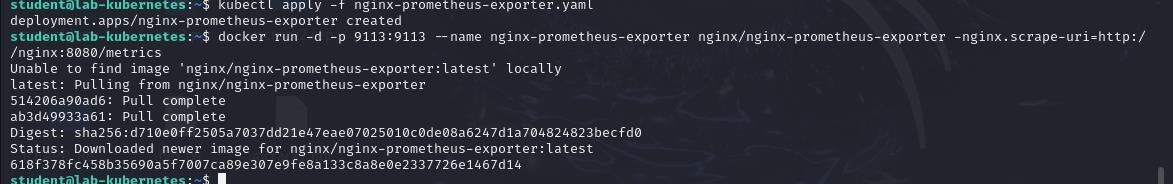 student@lab-kubernetes:~$ kubectl apply -f nginx-prometheus-exporter.yaml
deployment.apps/nginx-prometheus-exporter created
student@lab-kubernetes:~$ docker run -d -p 9113:9113 --name nginx-prometheus-exporter nginx/nginx-prometheus-exporter -nginx.scrape-uri=http:/
/nginx:8080/metrics
Unable to find image 'nginx/nginx-prometheus-exporter:latest' locally
latest: Pulling from nginx/nginx-prometheus-exporter
514206a90ad6: Pull complete
ab3d49933a61: Pull complete
Digest: sha256:d710e0ff2505a7037dd21e47eae07025010c0de08a6247d1a704824823becfd0
Status: Downloaded newer image for nginx/nginx-prometheus-exporter:latest
618f378fc458b35690a5f7007ca89e307e9fe8a133c8a8e0e2337726e1467d14
student@lab-kubernetes:~$